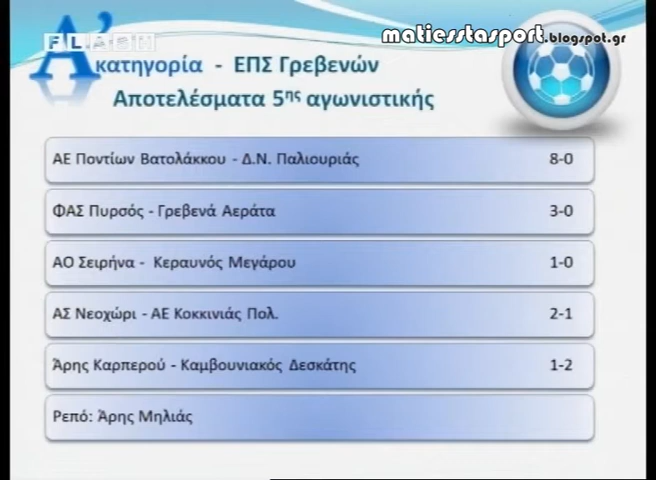 FLASH
matiesstasport.blogspot.gr
Α' κατηγορία - ΕΠΣ Γρεβενών
Αποτελέσματα 5ης αγωνιστικής
ΑΕ Ποντίων Βατολάκκου - Δ.Ν. Παλιουριάς 8-0
ΦΑΣ Πυρσός - Γρεβενά Αεράτα 3-0
ΑΟ Σειρήνα - Κεραυνός Μεγάρου 1-0
ΑΣ Νεοχώρι - ΑΕ Κοκκινιάς Πολ. 2-1
Άρης Καρπερού - Καμβουνιακός Δεσκάτης 1-2
Ρεπό: Άρης Μηλιάς